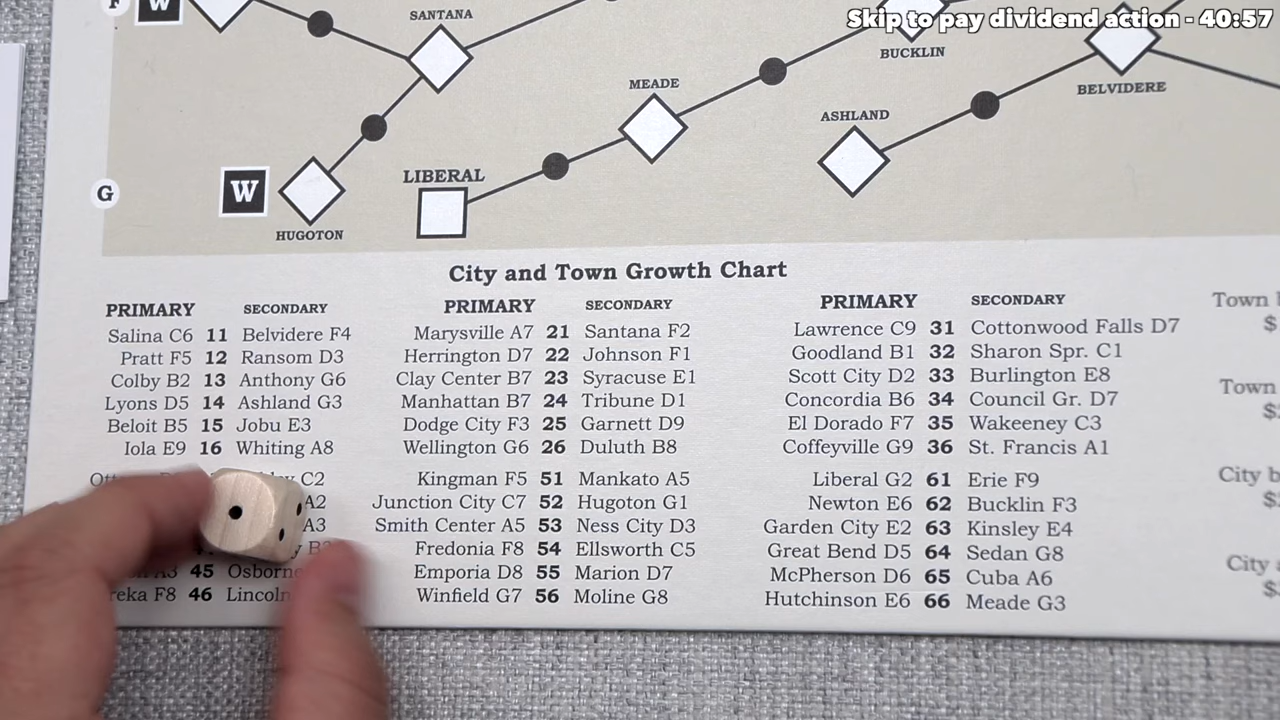 Skip to pay dividend action - 40:57
F W
SANTANA
BUCKLIN
MEADE
BELVIDERE
ASHLAND
W LIBERAL
G
HUGOTON
City and Town Growth Chart
PRIMARY SECONDARY PRIMARY SECONDARY PRIMARY SECONDARY
Salina C6 11 Belvidere F4 Marysville A7 21 Santana F2 Lawrence C9 31 Cottonwood Falls D7
Pratt F5 12 Ransom D3 Herrington D7 22 Johnson F1 Goodland B1 32 Sharon Spr. C1
Colby B2 13 Anthony G6 Clay Center B7 23 Syracuse E1 Scott City D2 33 Burlington E8
Lyons D5 14 Ashland G3 Manhattan B7 24 Tribune D1 Concordia B6 34 Council Gr. D7
Beloit B5 15 Jobu E3 Dodge City F3 25 Garnett D9 El Dorado F7 35 Wakeeney C3
Iola E9 16 Whiting A8 Wellington G6 26 Duluth B8 Coffeyville G9 36 St. Francis A1
C2 Kingman F5 51 Mankato A5 Liberal G2 61 Erie F9
A2 Junction City C7 52 Hugoton G1 Newton E6 62 Bucklin F3
A3 Smith Center A5 53 Ness City D3 Garden City E2 63 Kinsley E4
Fredonia F8 54 Ellsworth C5 Great Bend D5 64 Sedan G8
A3 45 Osborne Emporia D8 55 Marion D7 McPherson D6 65 Cuba A6
F8 46 Lincoln Winfield G7 56 Moline G8 Hutchinson E6 66 Meade G3
Town
$
Town
City
$
City